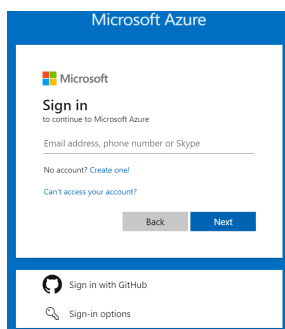 Microsoft Azure
Microsoft
Sign in
to continue to Microsoft Azure
Email address, phone number or Skype
No account? Create one!
Can't access your account?
Back Next
Sign in with GitHub
Sign-in options